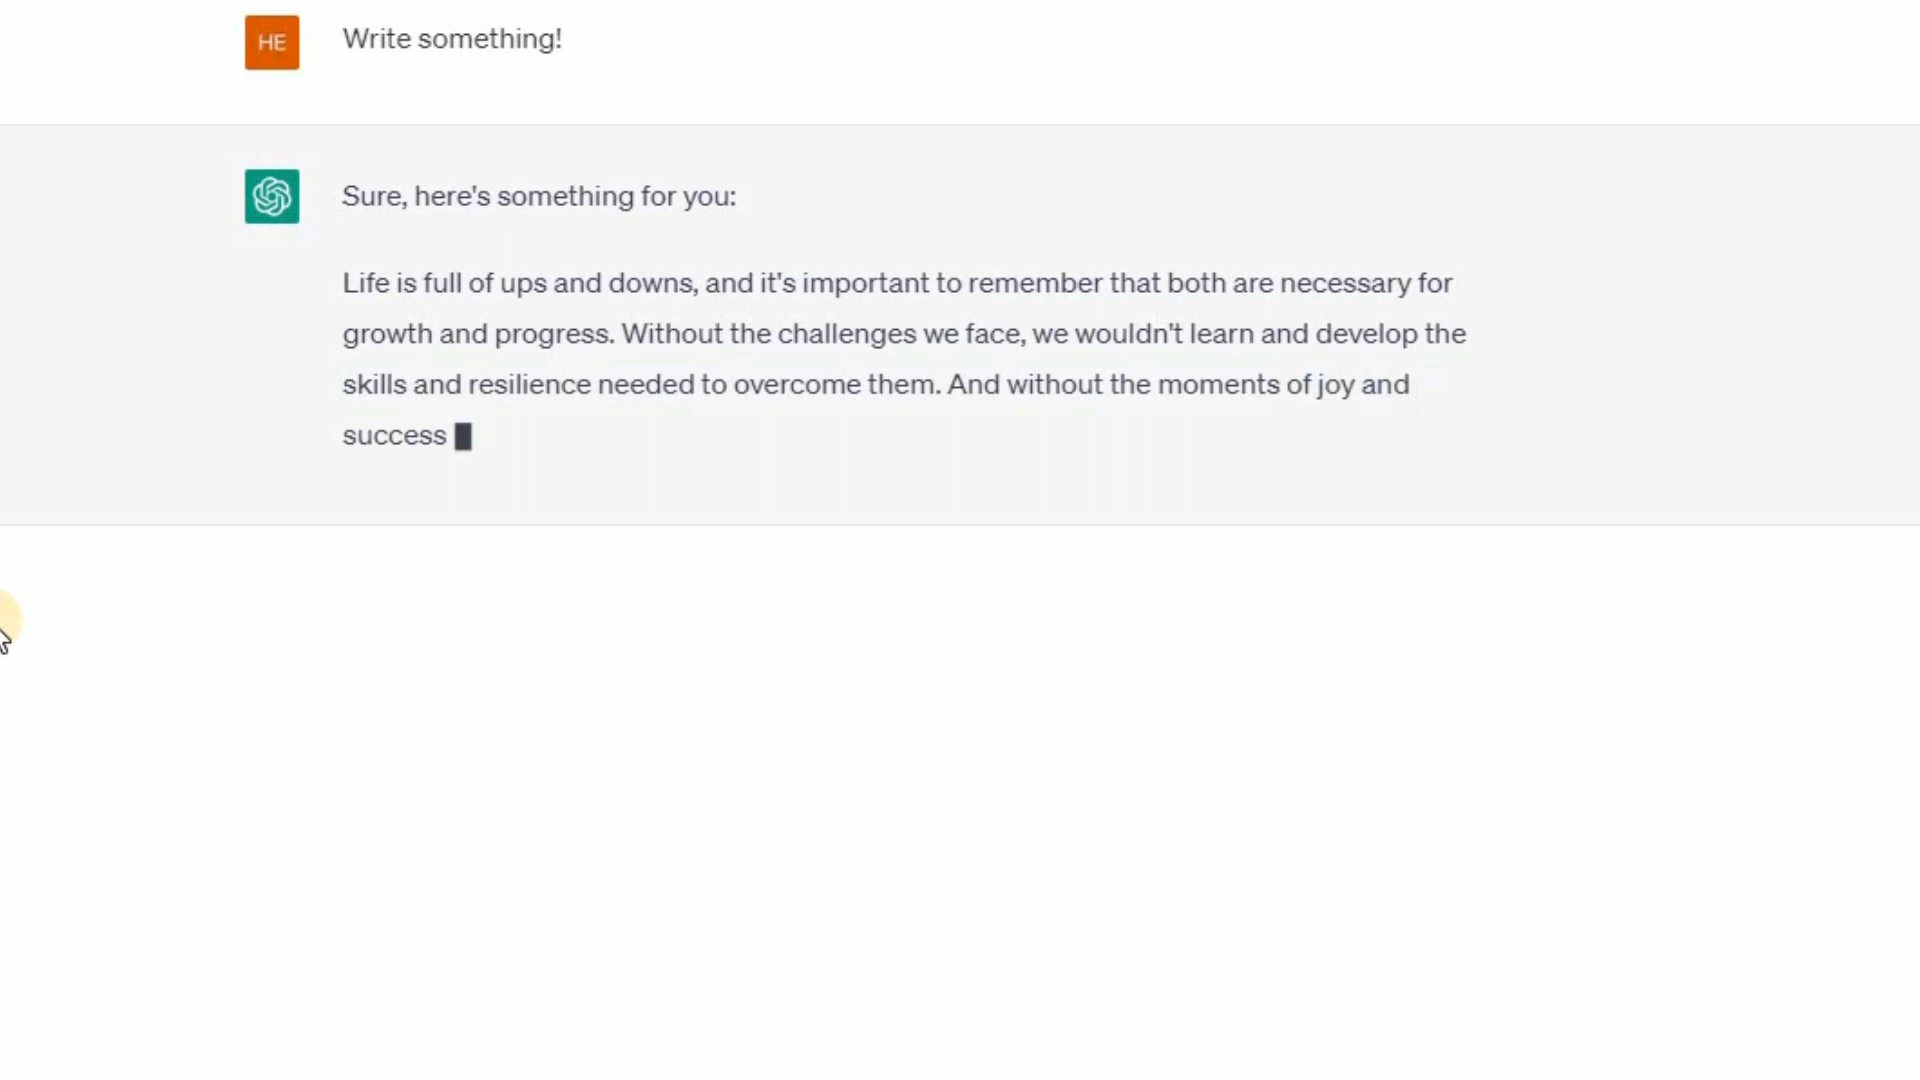 HE
Write something!
Sure, here's something for you:
Life is full of ups and downs, and it's important to remember that both are necessary for
growth and progress. Without the challenges we face, we wouldn't learn and develop the
skills and resilience needed to overcome them. And without the moments of joy and
success